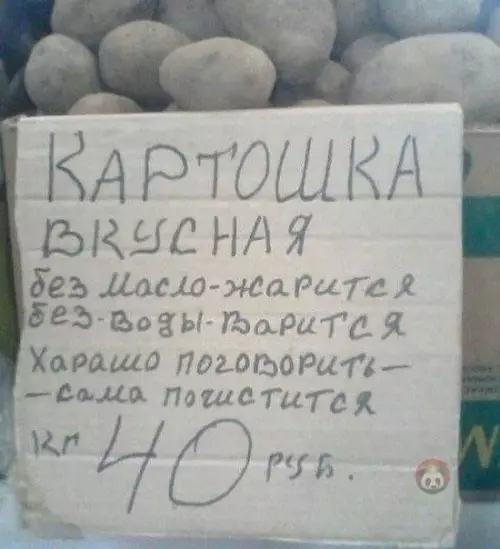 КАРТОШКА
ВКУСНАЯ
без масло-жарится
без-воды-варится
Харашо поговорить-
-сама почистится
кг 40 руб.